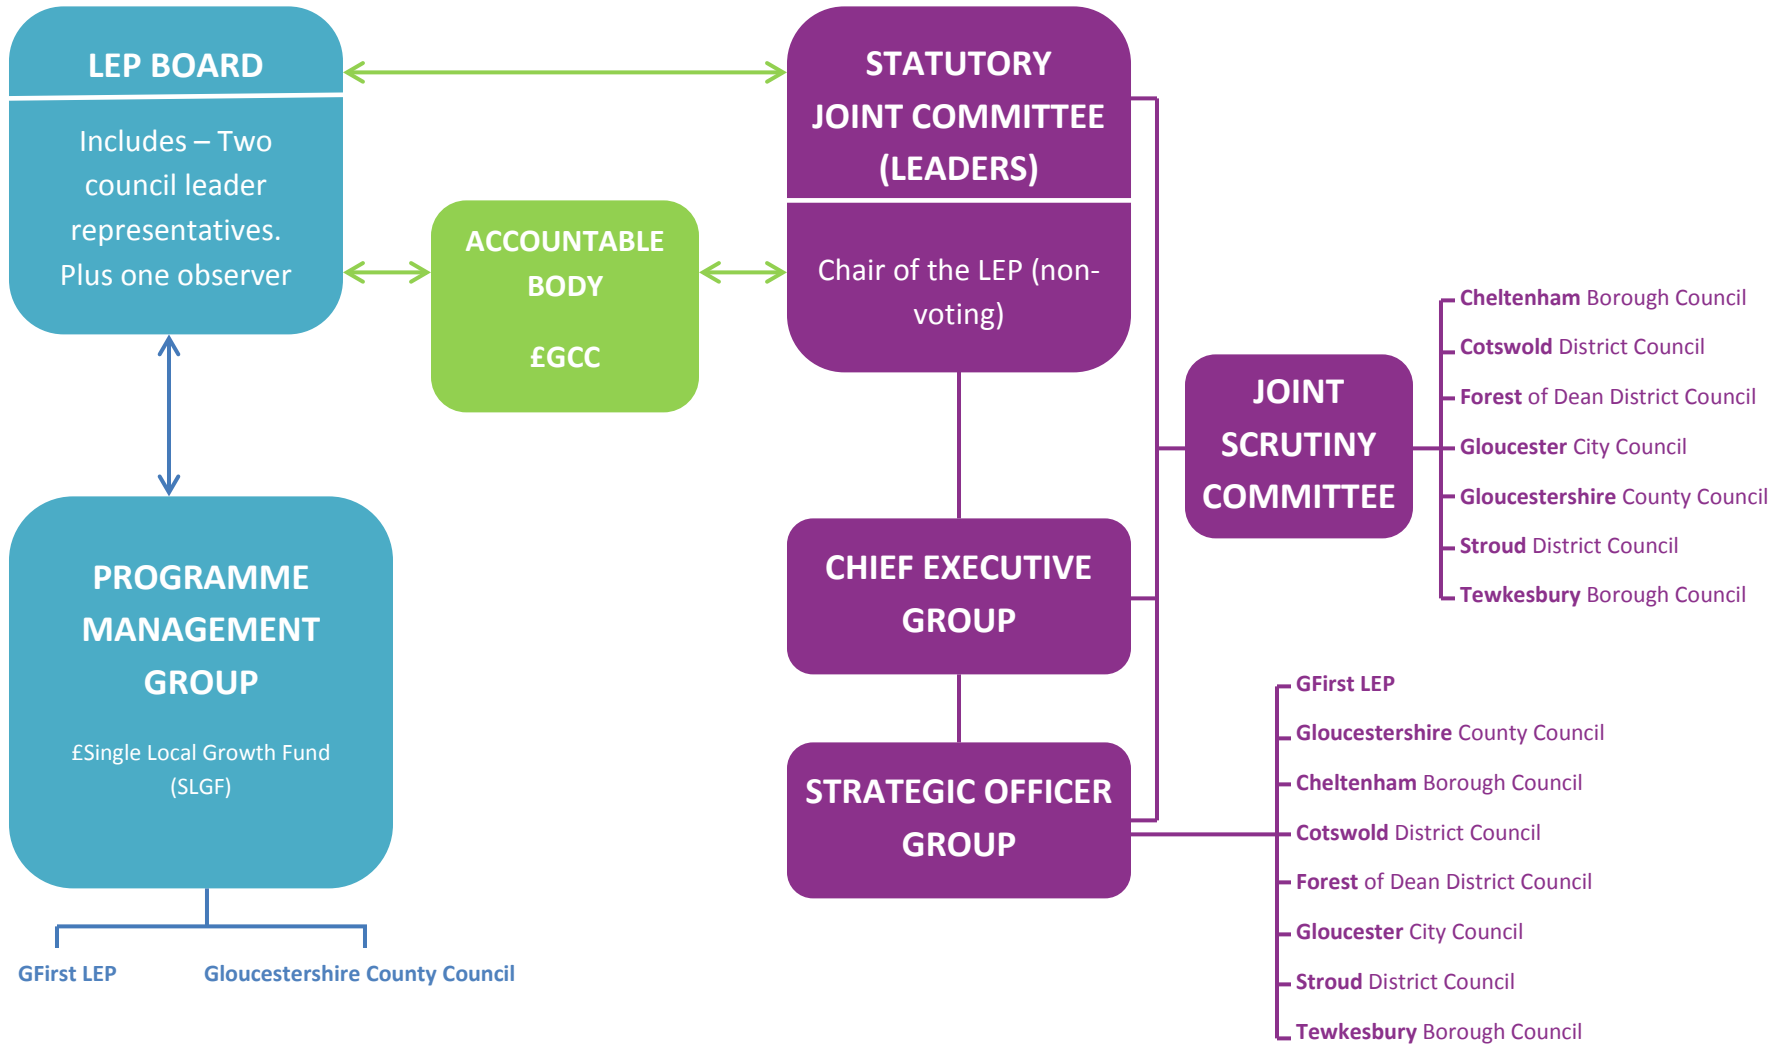 LEP BOARD
Includes – Two
council leader
representatives.
Plus one observer
STATUTORY
JOINT COMMITTEE
(LEADERS)
Chair of the LEP (non-
voting)
ACCOUNTABLE
BODY
£GCC
JOINT
SCRUTINY
COMMITTEE
Cheltenham Borough Council
Cotswold District Council
Forest of Dean District Council
Gloucester City Council
Gloucestershire County Council
Stroud District Council
Tewkesbury Borough Council
PROGRAMME
MANAGEMENT
GROUP
£Single Local Growth Fund
(SLGF)
CHIEF EXECUTIVE
GROUP
STRATEGIC OFFICER
GROUP
GFirst LEP
Gloucestershire County Council
Cheltenham Borough Council
Cotswold District Council
Forest of Dean District Council
Gloucester City Council
Stroud District Council
Tewkesbury Borough Council
GFirst LEP
Gloucestershire County Council